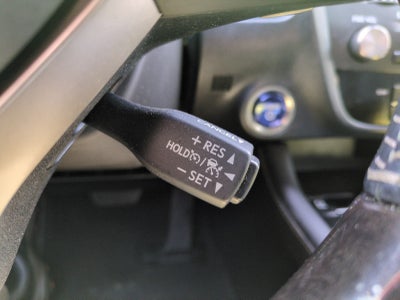 CANCEL
+ RES ▲
HOLD / ◀
− SET ▼